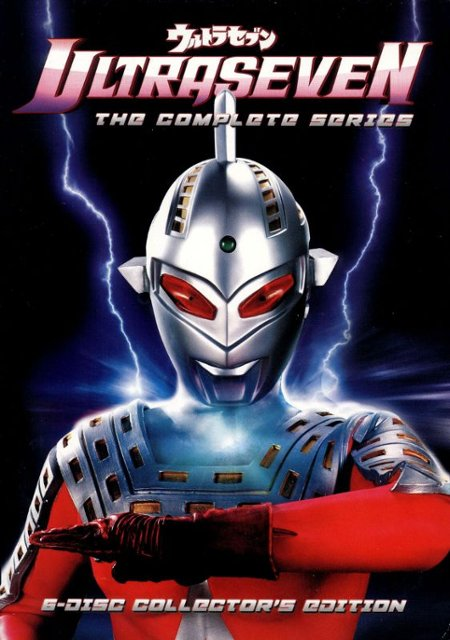 ウルトラセブン
ULTRASEVEN
THE COMPLETE SERIES
6-DISC COLLECTOR'S EDITION